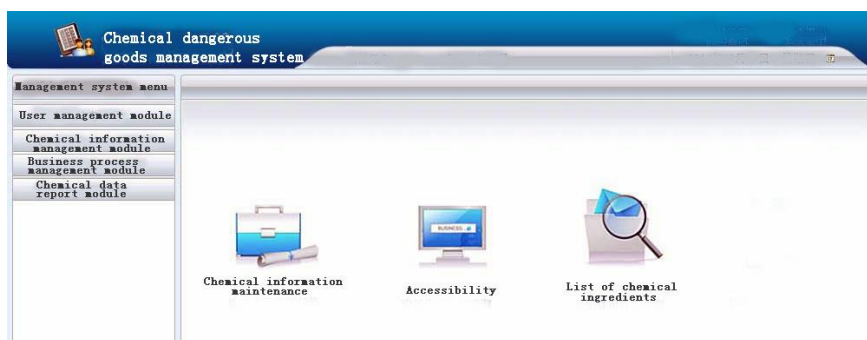 Chemical dangerous
goods management system
Management system menu
User management module
Chemical information
management module
Business process
management module
Chemical data
report module
BUSINESS
Chemical information
maintenance
Accessibility
List of chemical
ingredients